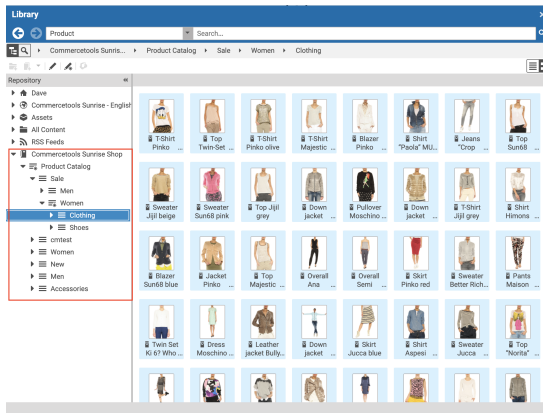 Library
Product
Search...
Commercetools Sunris... Product Catalog Sale Women Clothing
Repository
Dave
Commercetools Sunrise - English
Assets
All Content
RSS Feeds
Commercetools Sunrise Shop
Product Catalog
Sale
Men
Women
Clothing
Shoes
cmtest
Women
New
Men
Accessories
T-Shirt Pinko ...
Top Twin-Set ...
T-Shirt Pinko olive
T-Shirt Majestic ...
Blazer Pinko ...
Shirt "Paola" MU...
Jeans "Crop ...
Top Sun68 ...
Sweater Jijil beige
Sweater Sun68 pink
Top Jijil grey
Down jacket ...
Pullover Moschino ...
Down jacket ...
T-Shirt Jijil grey
Shirt Himons ...
Blazer Sun68 blue
Jacket Pinko ...
Top Majestic ...
Overall Ana ...
Overall Semi ...
Skirt Pinko red
Sweater Better Rich...
Pants Maison ...
Twin Set Ki 6? Who ...
Dress Moschino ...
Leather jacket Bully...
Down jacket ...
Skirt Jucca blue
Shirt Aspesi ...
Sweater Jucca ...
Top "Norita" ...